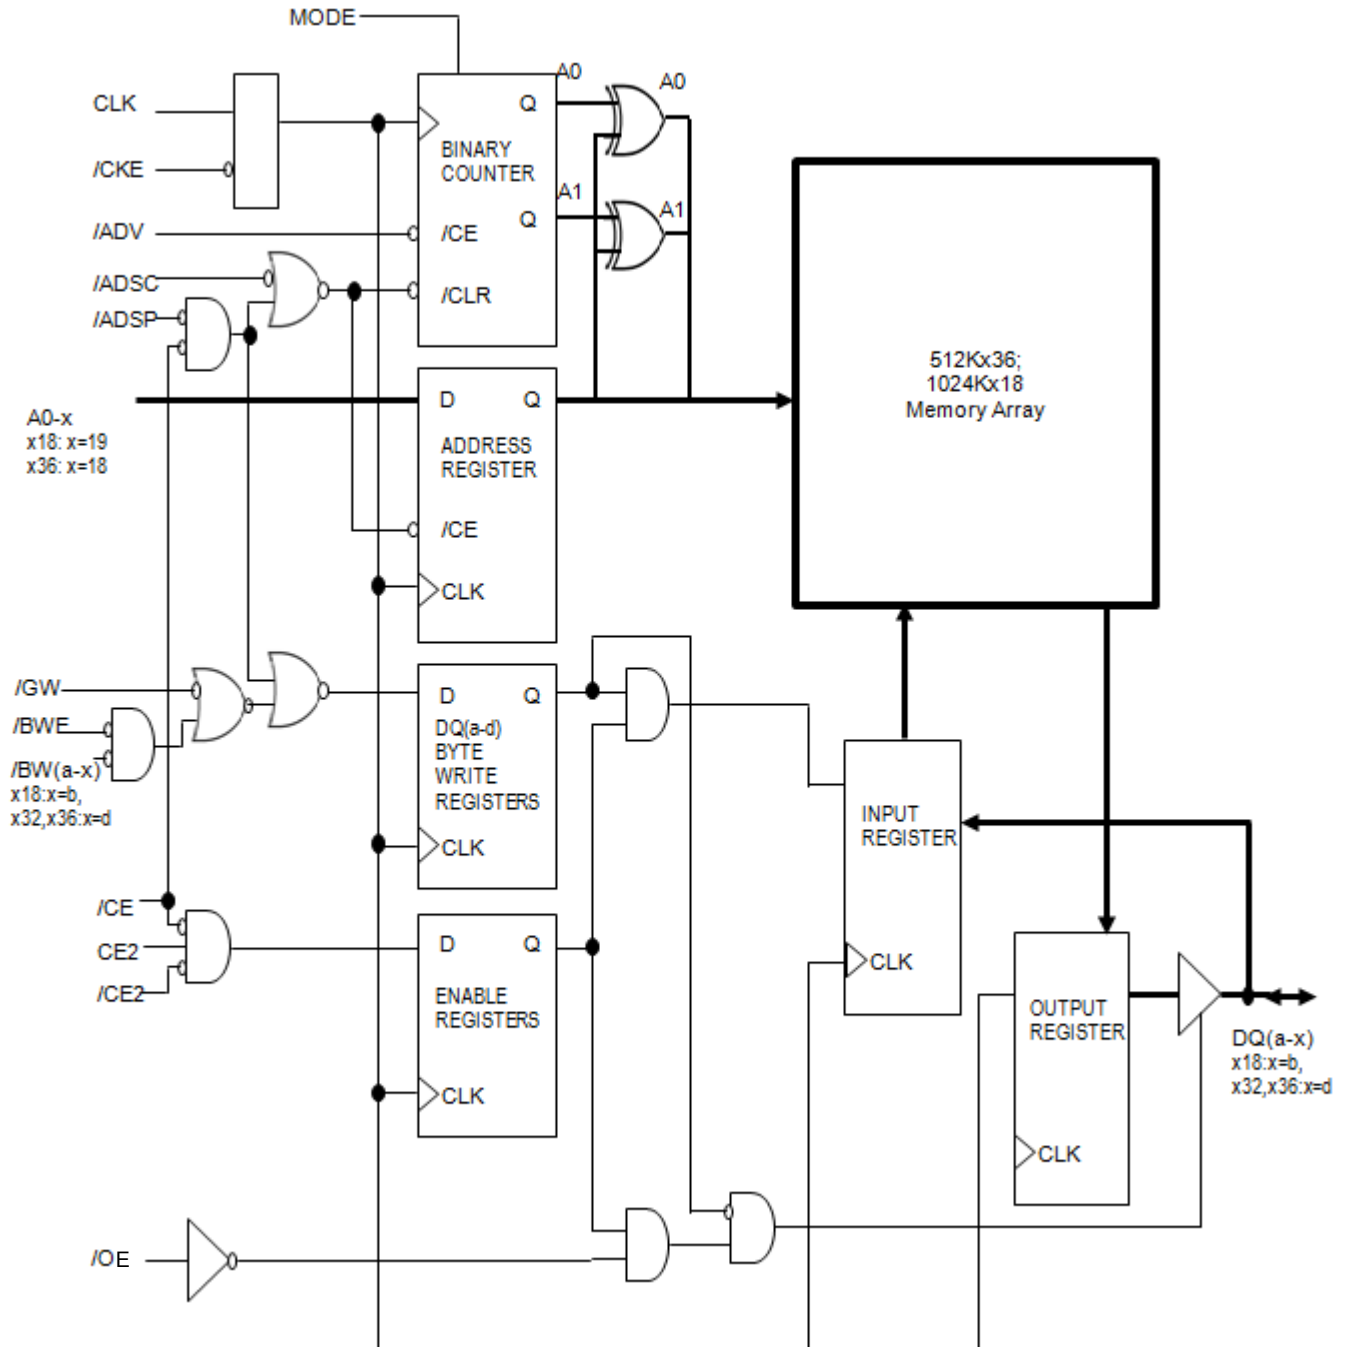 MODE
CLK
/CKE
/ADV
/ADSC
/ADSP
Q
BINARY
COUNTER
Q
/CE
/CLR
A0
A0
A1
A1
A0-x
x18: x=19
x36: x=18
D
Q
ADDRESS
REGISTER
/CE
CLK
512Kx36;
1024Kx18
Memory Array
/GW
/BWE
/BW(a-x)
x18:x=b,
x32,x36:x=d
D
Q
DQ(a-d)
BYTE
WRITE
REGISTERS
CLK
/CE
CE2
/CE2
D
Q
ENABLE
REGISTERS
CLK
INPUT
REGISTER
CLK
OUTPUT
REGISTER
CLK
DQ(a-x)
x18:x=b,
x32,x36:x=d
/OE